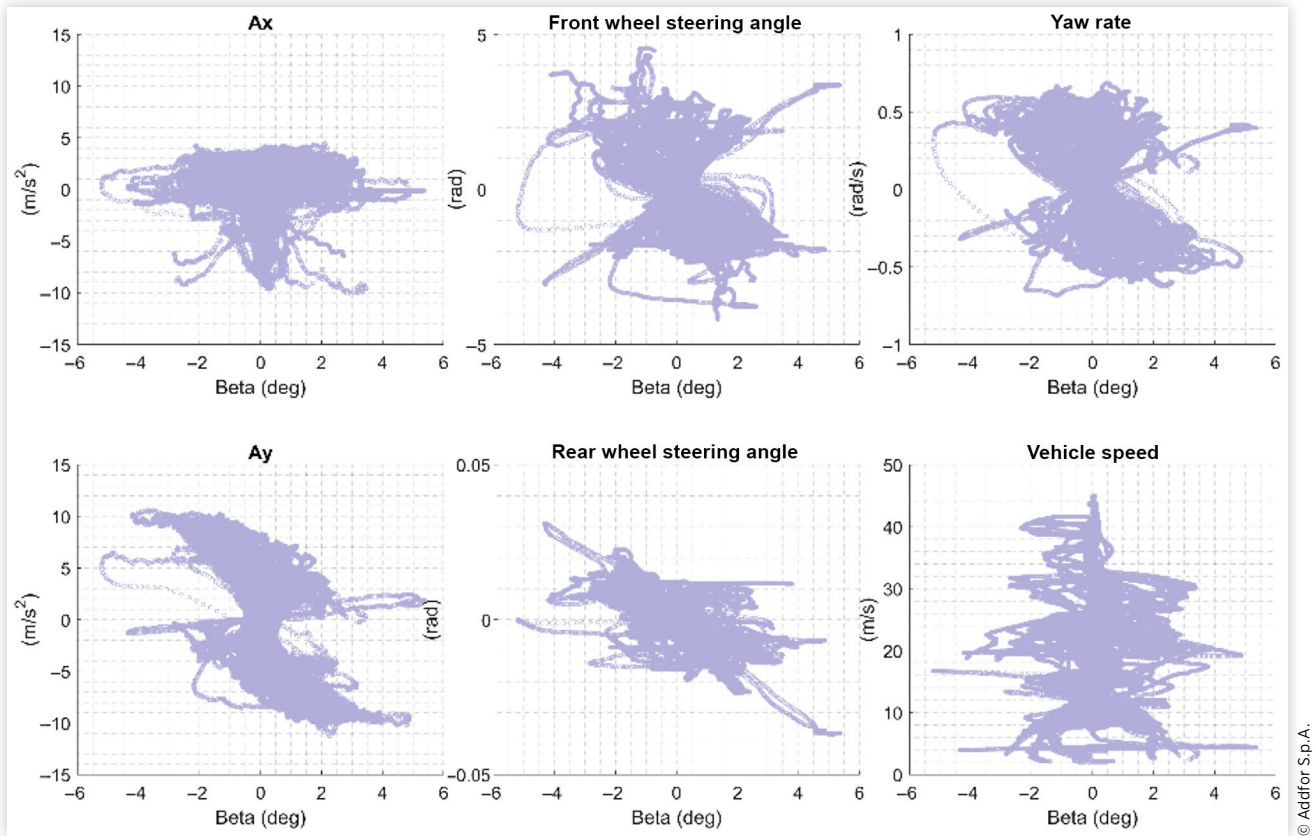 Ax
15
10
5
0
−5
−10
−15
(m/s2)
−6 −4 −2 0 2 4 6
Beta (deg)
Front wheel steering angle
5
0
−5
(rad)
−6 −4 −2 0 2 4 6
Beta (deg)
Yaw rate
1
0.5
0
−0.5
−1
(rad/s)
−6 −4 −2 0 2 4 6
Beta (deg)
Ay
15
10
5
0
−5
−10
−15
(m/s2)
−6 −4 −2 0 2 4 6
Beta (deg)
Rear wheel steering angle
0.05
0
−0.05
(rad)
−6 −4 −2 0 2 4 6
Beta (deg)
Vehicle speed
50
40
30
20
10
0
(m/s)
−6 −4 −2 0 2 4 6
Beta (deg)
© Addfor S.p.A.